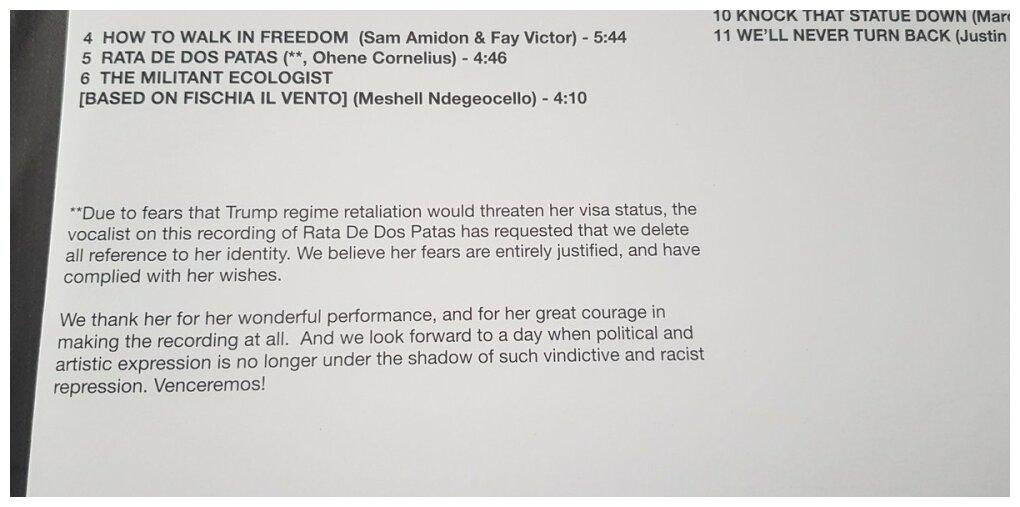 4 HOW TO WALK IN FREEDOM (Sam Amidon & Fay Victor) - 5:44
5 RATA DE DOS PATAS (**, Ohene Cornelius) - 4:46
6 THE MILITANT ECOLOGIST
[BASED ON FISCHIA IL VENTO] (Meshell Ndegeocello) - 4:10
10 KNOCK THAT STATUE DOWN (Marc
11 WE'LL NEVER TURN BACK (Justin
**Due to fears that Trump regime retaliation would threaten her visa status, the
vocalist on this recording of Rata De Dos Patas has requested that we delete
all reference to her identity. We believe her fears are entirely justified, and have
complied with her wishes.
We thank her for her wonderful performance, and for her great courage in
making the recording at all. And we look forward to a day when political and
artistic expression is no longer under the shadow of such vindictive and racist
repression. Venceremos!